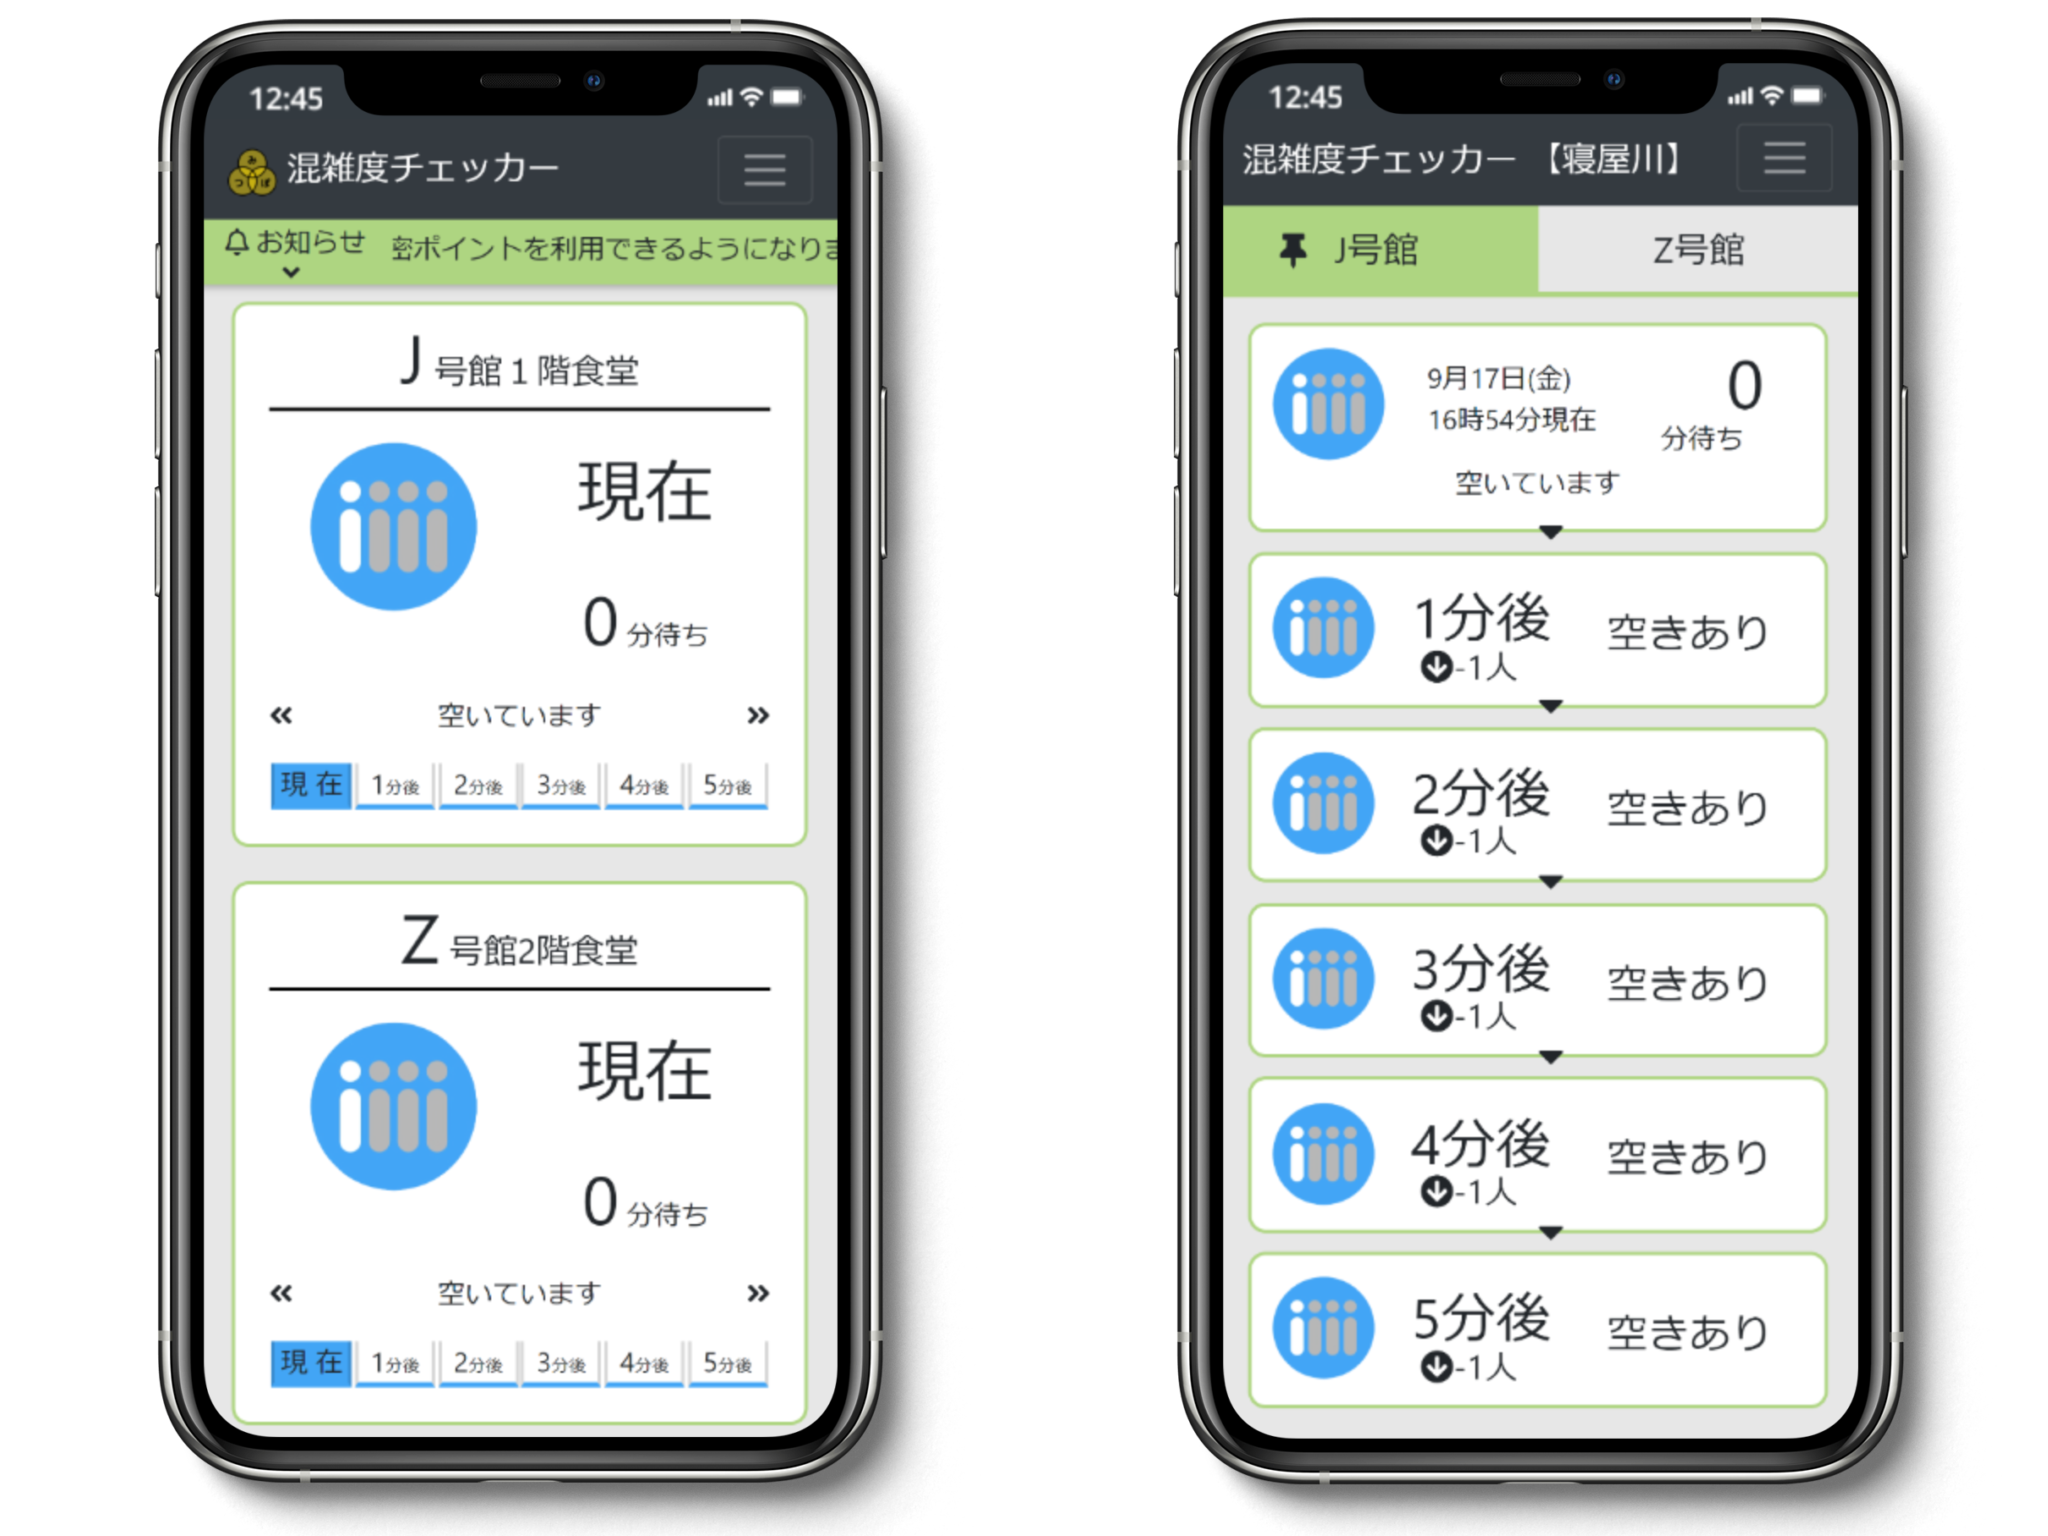 12:45
み
つ ば
混雑度チェッカー
お知らせ
密ポイントを利用できるようになりま
J 号館 1 階食堂
現在
0 分待ち
« 空いています »
現 在 1分後 2分後 3分後 4分後 5分後
Z 号館2階食堂
現在
0 分待ち
« 空いています »
現 在 1分後 2分後 3分後 4分後 5分後
12:45
混雑度チェッカー 【寝屋川】
J号館 Z号館
9月17日(金)
16時54分現在
0
分待ち
空いています
1分後 空きあり
-1人
2分後 空きあり
-1人
3分後 空きあり
-1人
4分後 空きあり
-1人
5分後 空きあり
-1人